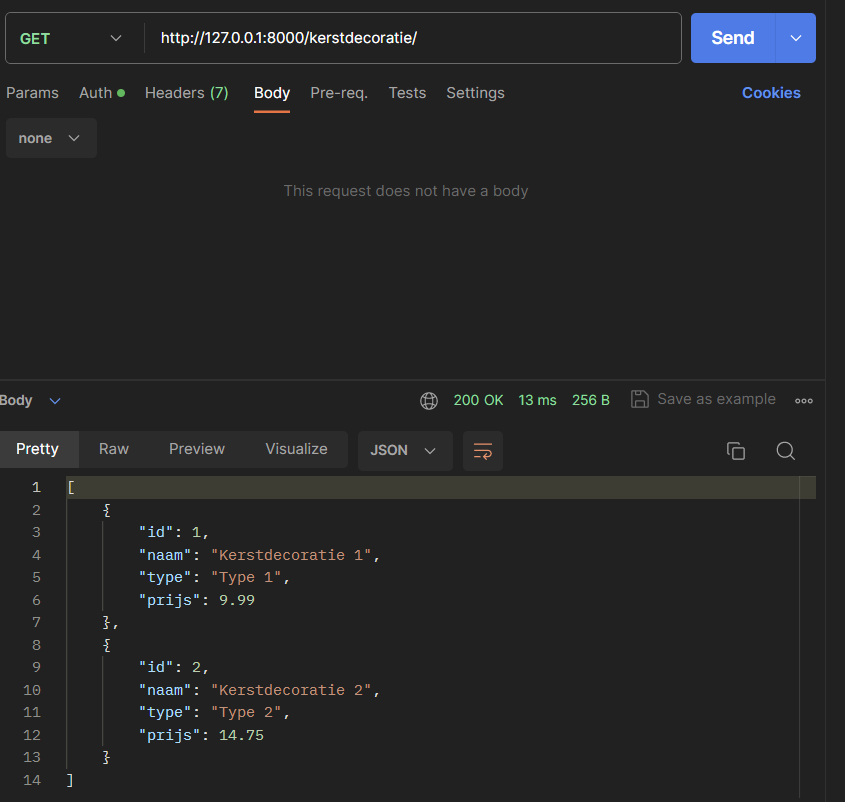 GET http://127.0.0.1:8000/kerstdecoratie/ Send
Params Auth Headers (7) Body Pre-req. Tests Settings Cookies
none
This request does not have a body
Body 200 OK 13 ms 256 B Save as example
Pretty Raw Preview Visualize JSON
1 [
2 {
3 "id": 1,
4 "naam": "Kerstdecoratie 1",
5 "type": "Type 1",
6 "prijs": 9.99
7 },
8 {
9 "id": 2,
10 "naam": "Kerstdecoratie 2",
11 "type": "Type 2",
12 "prijs": 14.75
13 }
14 ]